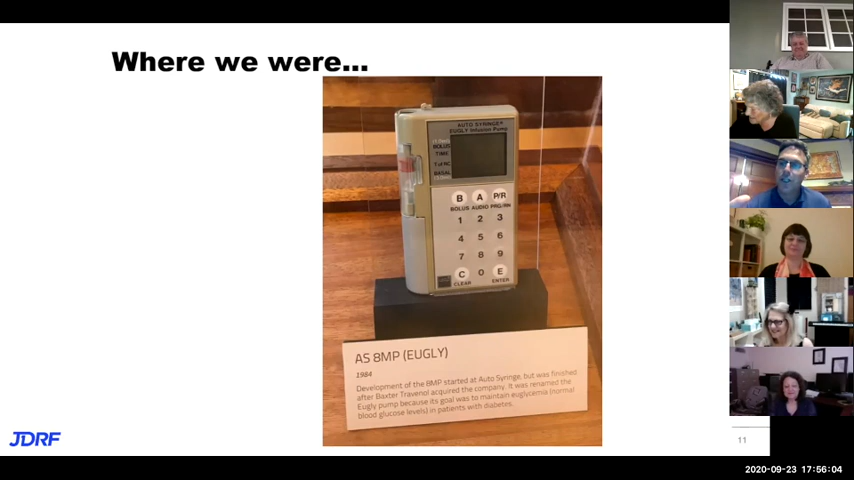 Where we were...
AUTO SYRINGE®
EUGLY Infusion Pump
BOLUS
TIME
BASAL
B A P/R
BOLUS AUDIO PRG/RUN
1 2 3
4 5 6
7 8 9
C 0 E
CLEAR ENTER
AS 8MP (EUGLY)
1984
Development of the 8MP started at Auto Syringe, but was finished
after Baxter Travenol acquired the company. It was renamed the
Eugly pump because its goal was to maintain euglycemia (normal
blood glucose levels) in patients with diabetes.
JDRF
11
2020-09-23 17:56:04